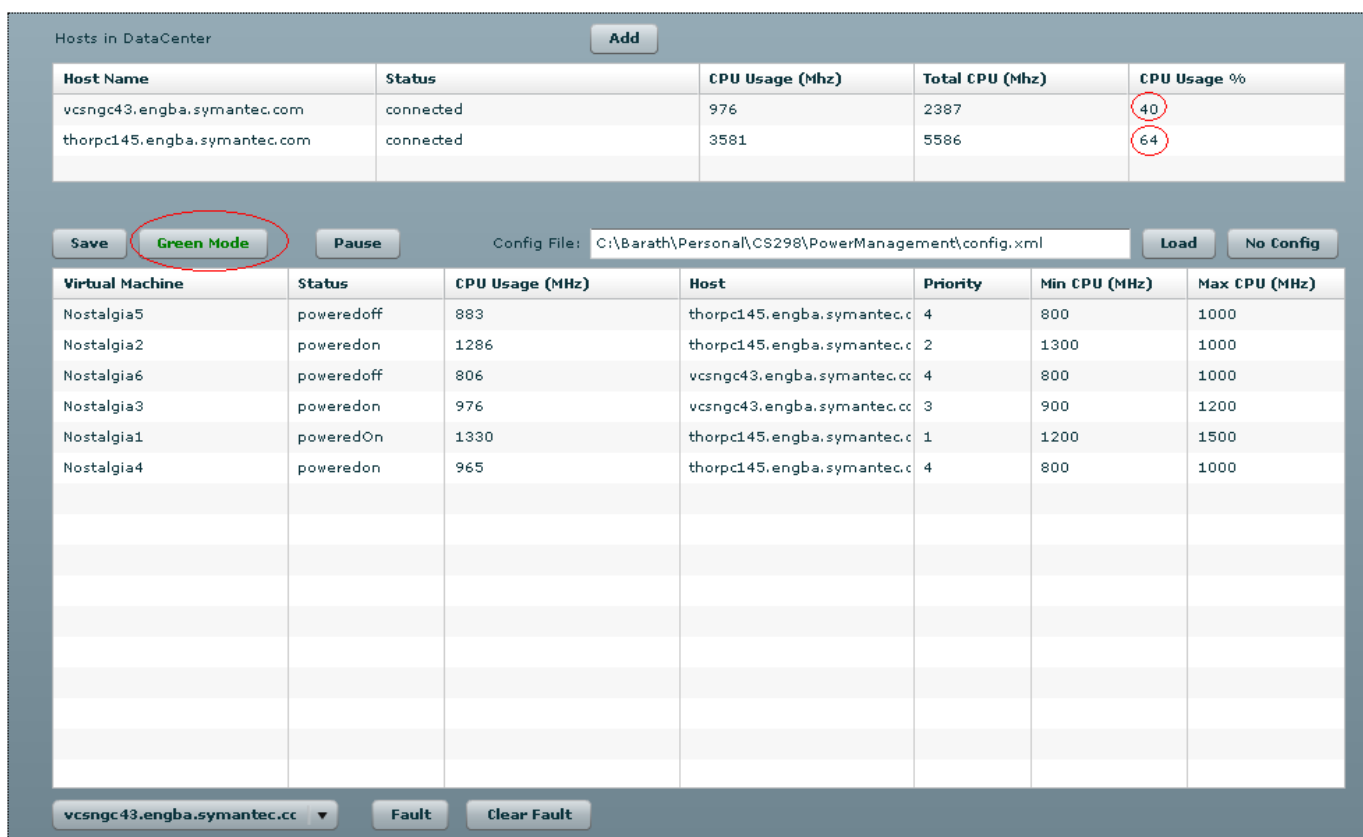 Hosts in DataCenter Add
Host Name Status CPU Usage (Mhz) Total CPU (Mhz) CPU Usage %
vcsngc43.engba.symantec.com connected 976 2387 40
thorpc145.engba.symantec.com connected 3581 5586 64
Save Green Mode Pause Config File: C:\Barath\Personal\CS298\PowerManagement\config.xml Load No Config
Virtual Machine Status CPU Usage (MHz) Host Priority Min CPU (MHz) Max CPU (MHz)
Nostalgia5 poweredoff 883 thorpc145.engba.symantec.c 4 800 1000
Nostalgia2 poweredon 1286 thorpc145.engba.symantec.c 2 1300 1000
Nostalgia6 poweredoff 806 vcsngc43.engba.symantec.cc 4 800 1000
Nostalgia3 poweredon 976 vcsngc43.engba.symantec.cc 3 900 1200
Nostalgia1 poweredOn 1330 thorpc145.engba.symantec.c 1 1200 1500
Nostalgia4 poweredon 965 thorpc145.engba.symantec.c 4 800 1000
vcsngc43.engba.symantec.cc Fault Clear Fault